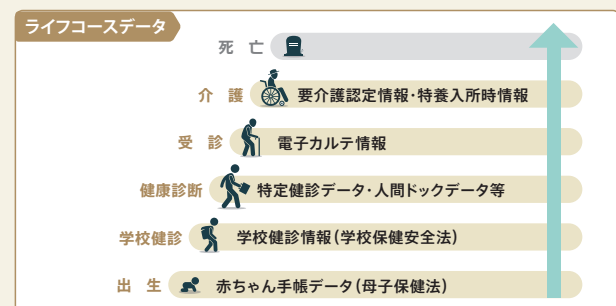 ライフコースデータ
死 亡
介 護 要介護認定情報・特養入所時情報
受 診 電子カルテ情報
健康診断 特定健診データ・人間ドックデータ等
学校健診 学校健診情報(学校保健安全法)
出 生 赤ちゃん手帳データ(母子保健法)